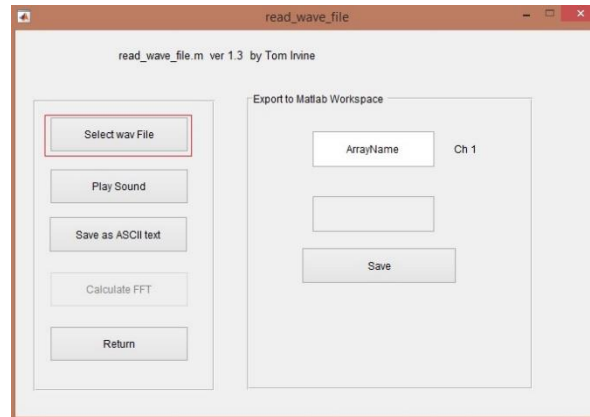 read_wave_file
read_wave_file.m ver 1.3 by Tom Irvine
Select wav File
Play Sound
Save as ASCII text
Calculate FFT
Return
Export to Matlab Workspace
ArrayName
Ch 1
Save